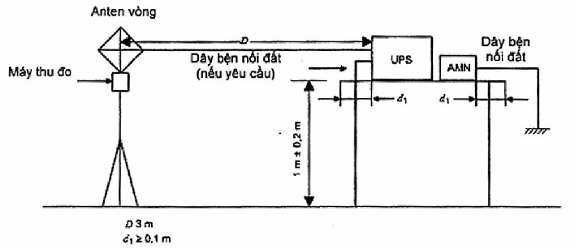 Anten vòng
D
Dây bện nối đất
(nếu yêu cầu)
Máy thu đo
UPS
AMN
Dây bện
nối đất
d₁
d₁
1 m ± 0,2 m
D 3 m
d₁ ≥ 0,1 m